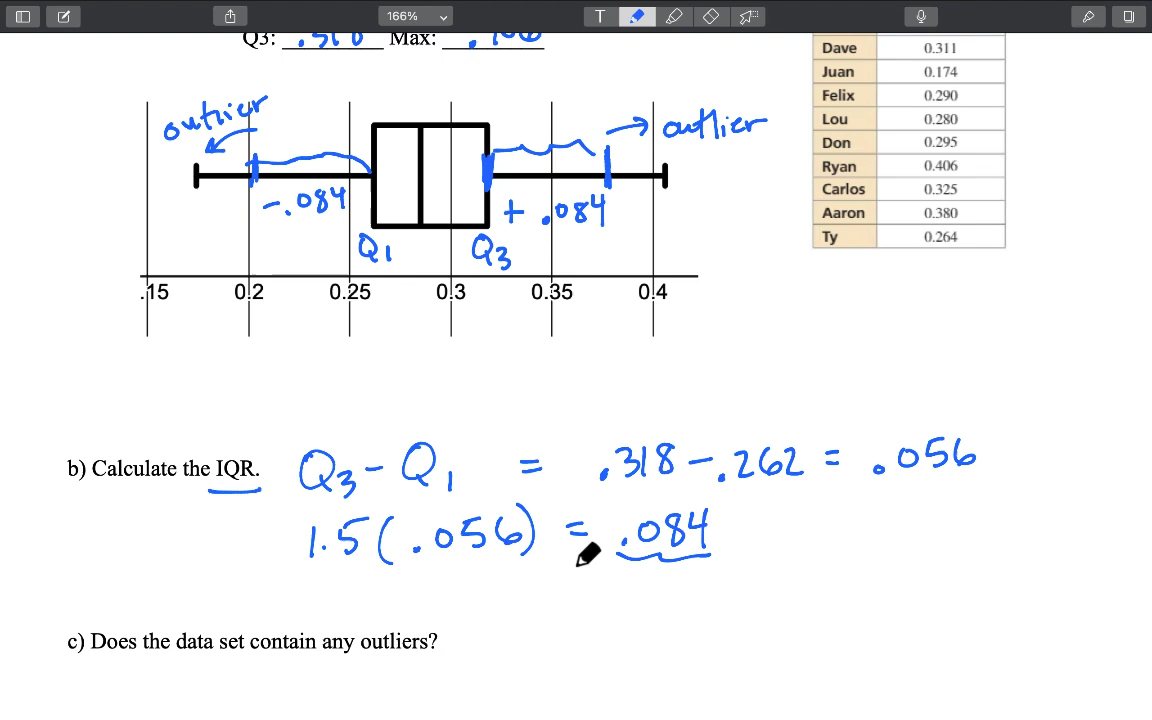 T
166%
Q3: Max:
Dave 0.311
Juan 0.174
Felix 0.290
Lou 0.280
Don 0.295
Ryan 0.406
Carlos 0.325
Aaron 0.380
Ty 0.264
outlier
outlier
-.084
+ .084
Q1 Q3
.15 0.2 0.25 0.3 0.35 0.4
b) Calculate the IQR. Q3 - Q1 = .318 - .262 = .056
1.5(.056) = .084
c) Does the data set contain any outliers?